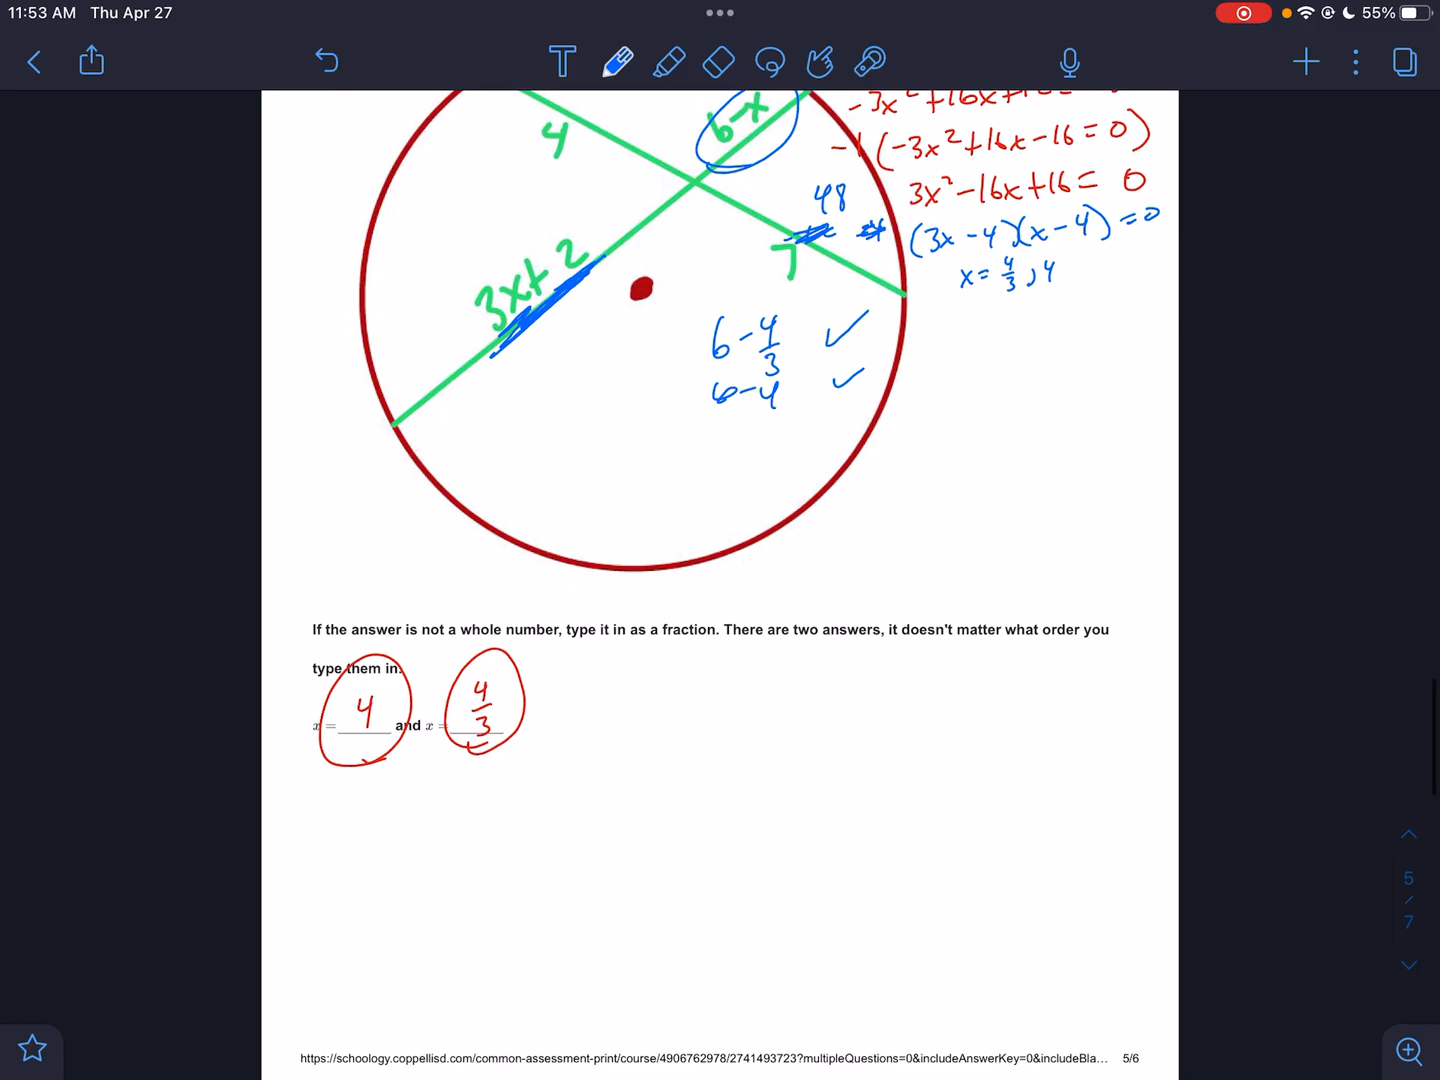 11:53 AM Thu Apr 27
55%
4
6-x
-1(-3x²+16x-16=0)
3x²-16x+16= 0
48
(3x-4)(x-4)=0
7
x=4/3,4
3x+2
6-4/3 ✓
6-4 ✓
If the answer is not a whole number, type it in as a fraction. There are two answers, it doesn't matter what order you
type them in.
x = 4 and x = 4/3
5
/
7
https://schoology.coppellisd.com/common-assessment-print/course/4906762978/2741493723?multipleQuestions=0&includeAnswerKey=0&includeBla... 5/6